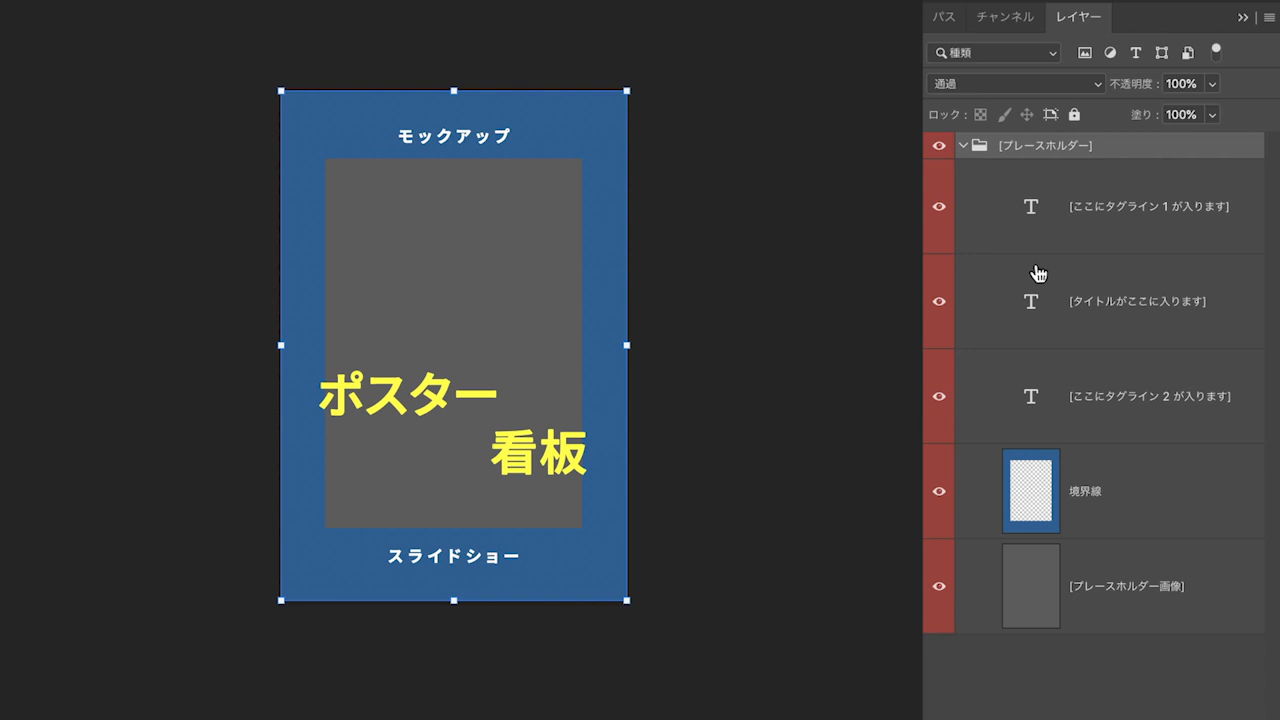 モックアップ
ポスター
看板
スライドショー
パス チャンネル レイヤー
種類
通過 不透明度: 100%
ロック: 塗り: 100%
[プレースホルダー]
[ここにタグライン 1 が入ります]
[タイトルがここに入ります]
[ここにタグライン 2 が入ります]
境界線
[プレースホルダー画像]